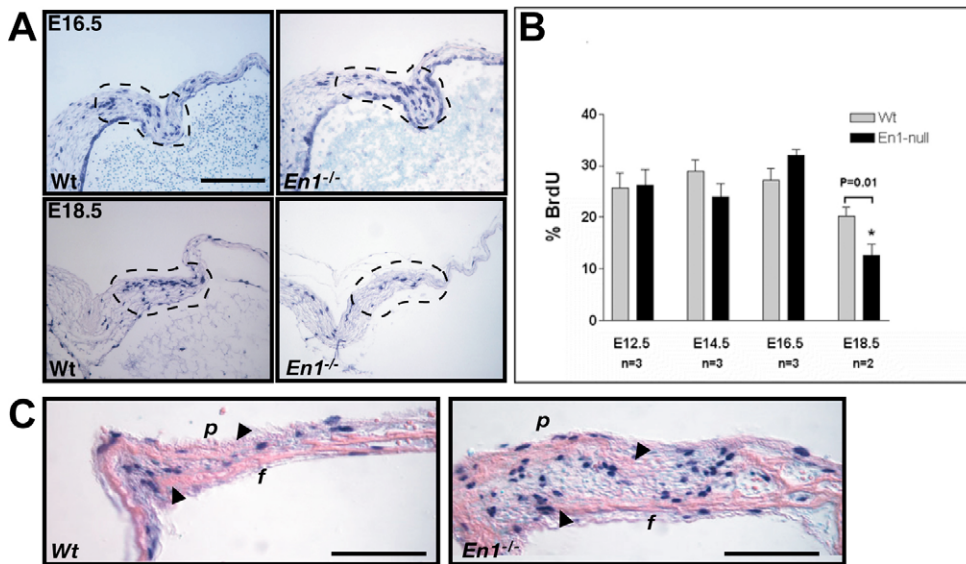 A
E16.5
Wt
En1-/-
E18.5
Wt
En1-/-
B
% BrdU
40
30
20
10
0
Wt
En1-null
P=0.01
*
E12.5 E14.5 E16.5 E18.5
n=3 n=3 n=3 n=2
C
p
f
Wt
p
f
En1-/-